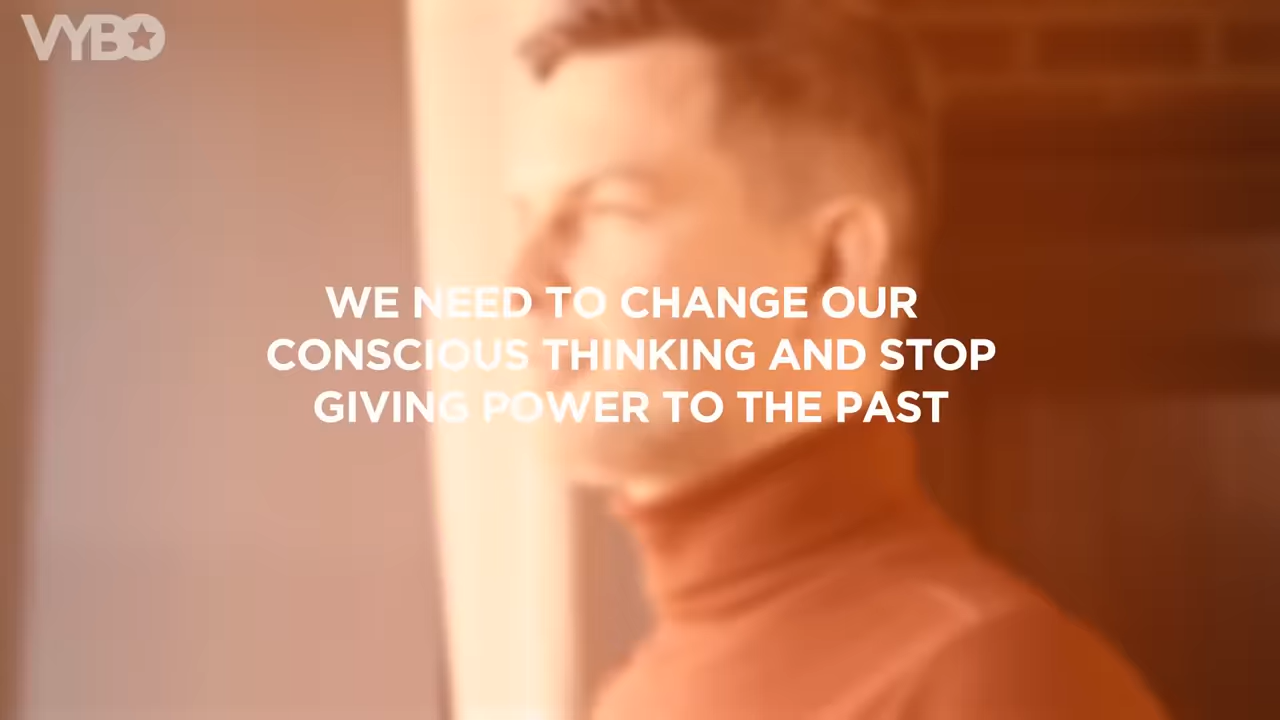 VYBO
WE NEED TO CHANGE OUR
CONSCIOUS THINKING AND STOP
GIVING POWER TO THE PAST